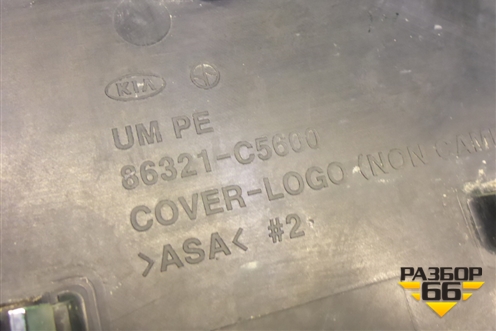 KIA
UM PE
86321-C5600
COVER-LOGO (NON CAM
>ASA< #2
РАЗБОР
66